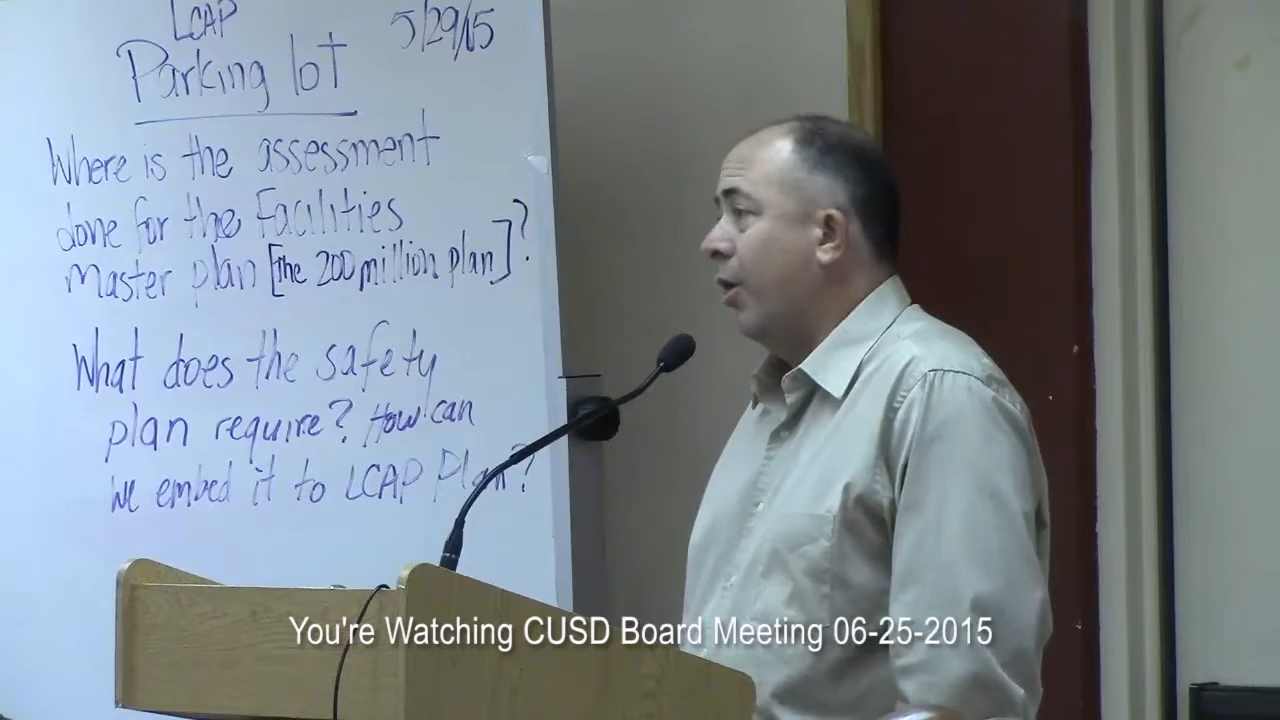 LCAP
5/29/15
Parking lot
Where is the assessment
done for the Facilities
master plan [the 200 million plan]?
What does the safety
plan require? How can
we embed it to LCAP Plan?
You're Watching CUSD Board Meeting 06-25-2015